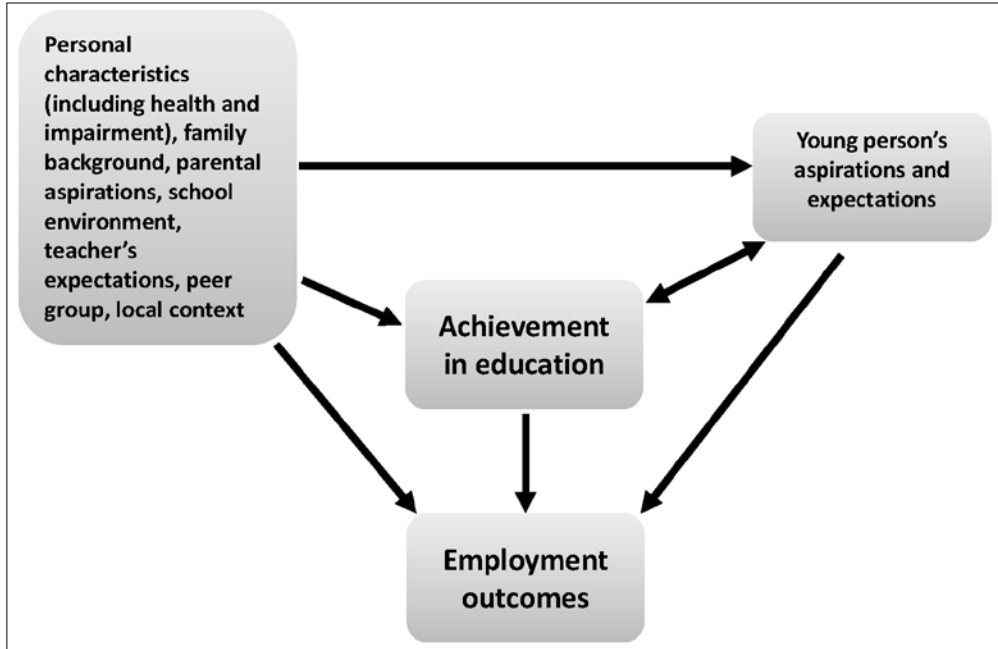 Personal
characteristics
(including health and
impairment), family
background, parental
aspirations, school
environment,
teacher’s
expectations, peer
group, local context
Young person’s
aspirations and
expectations
Achievement
in education
Employment
outcomes